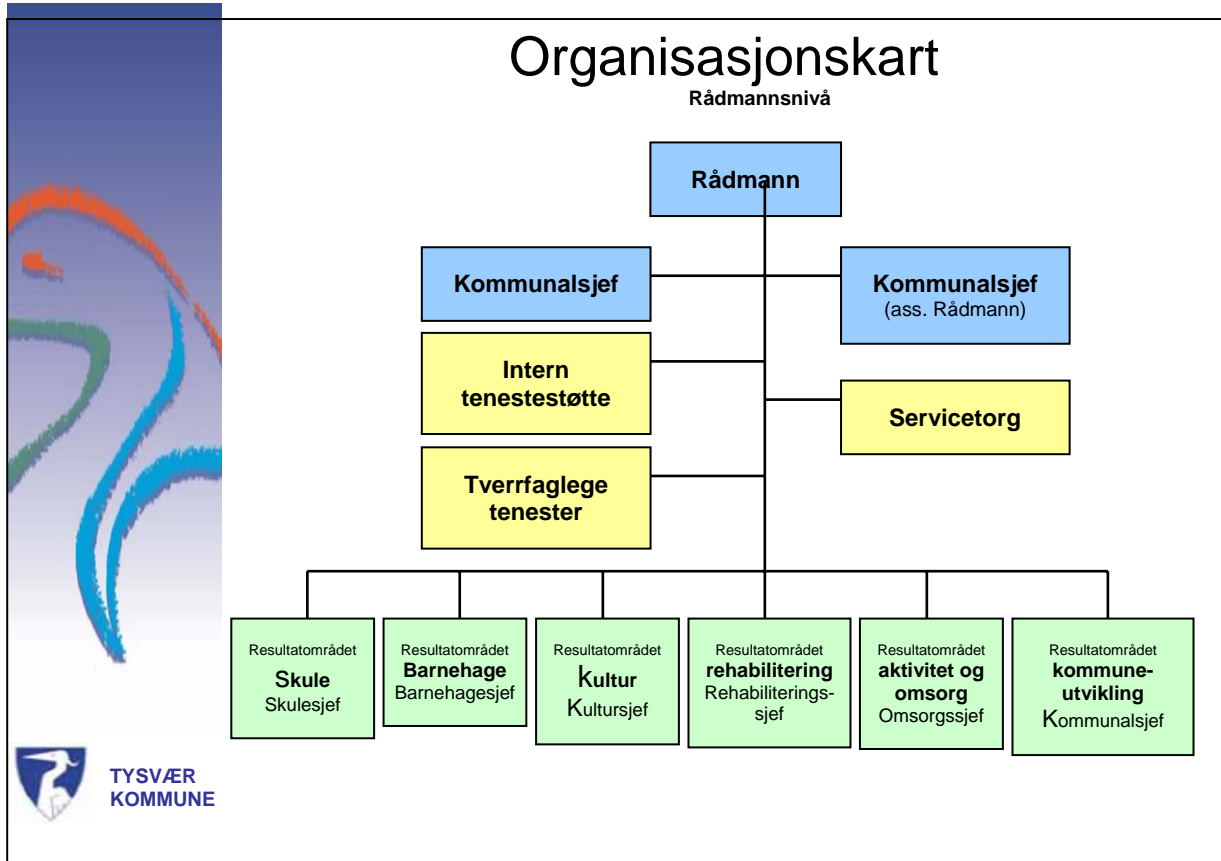 Organisasjonskart
Rådmannsnivå
Rådmann
Kommunalsjef
Kommunalsjef
(ass. Rådmann)
Intern
tenestestøtte
Servicetorg
Tverrfaglege
tenester
Resultatområdet
Skule
Skulesjef
Resultatområdet
Barnehage
Barnehagesjef
Resultatområdet
Kultur
Kultursjef
Resultatområdet
rehabilitering
Rehabiliterings-
sjef
Resultatområdet
aktivitet og
omsorg
Omsorgssjef
Resultatområdet
kommune-
utvikling
Kommunalsjef
TYSVÆR
KOMMUNE